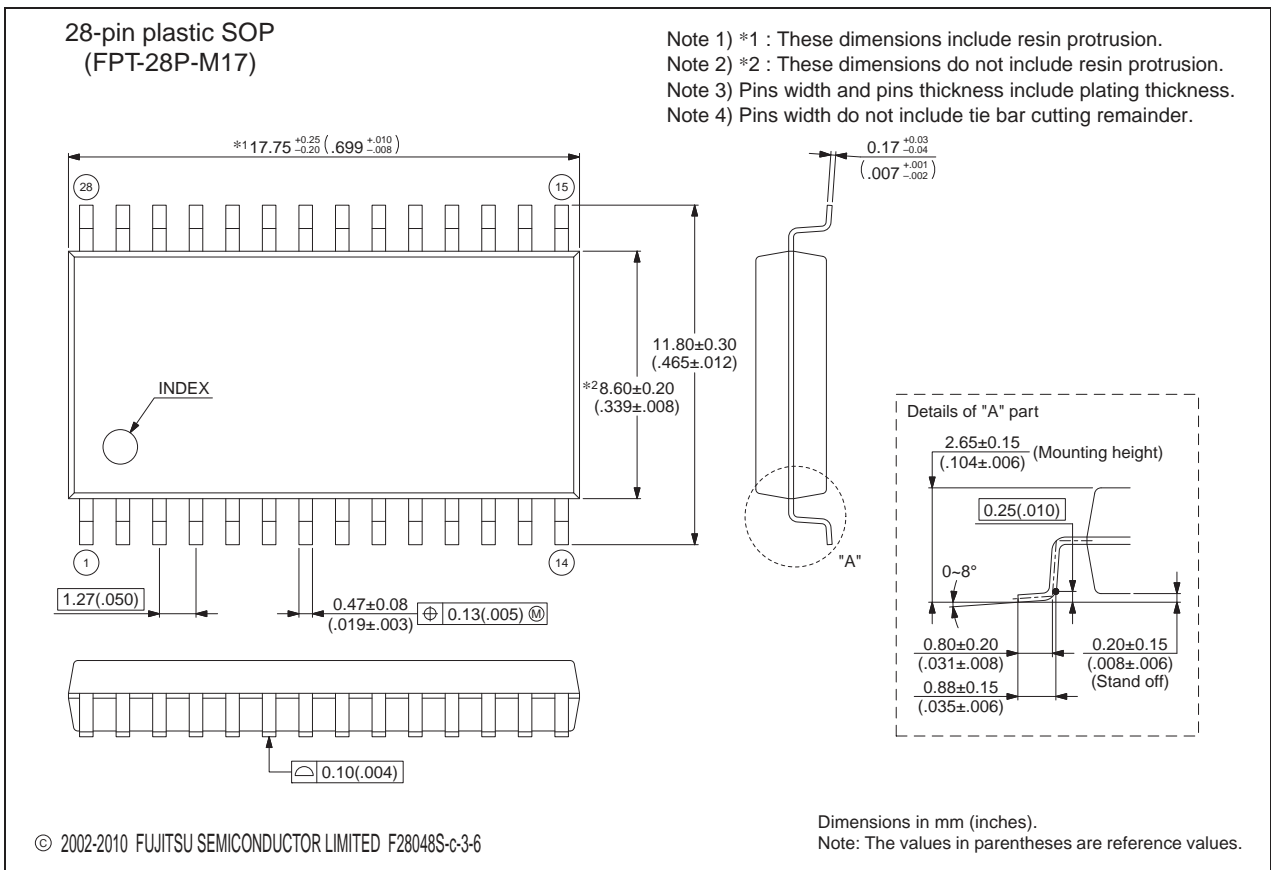 28-pin plastic SOP
(FPT-28P-M17)
Note 1) *1 : These dimensions include resin protrusion.
Note 2) *2 : These dimensions do not include resin protrusion.
Note 3) Pins width and pins thickness include plating thickness.
Note 4) Pins width do not include tie bar cutting remainder.
*1 17.75 +0.25 –0.20 (.699 +.010 –.008)
0.17 +0.03 –0.04
(.007 +.001 –.002)
28
15
11.80±0.30
(.465±.012)
*2 8.60±0.20
(.339±.008)
INDEX
Details of "A" part
2.65±0.15
(.104±.006)
(Mounting height)
0.25(.010)
0~8°
0.80±0.20
(.031±.008)
0.88±0.15
(.035±.006)
0.20±0.15
(.008±.006)
(Stand off)
"A"
1
14
1.27(.050)
0.47±0.08
(.019±.003)
⌖ 0.13(.005) Ⓜ
⌓ 0.10(.004)
© 2002-2010 FUJITSU SEMICONDUCTOR LIMITED F28048S-c-3-6
Dimensions in mm (inches).
Note: The values in parentheses are reference values.